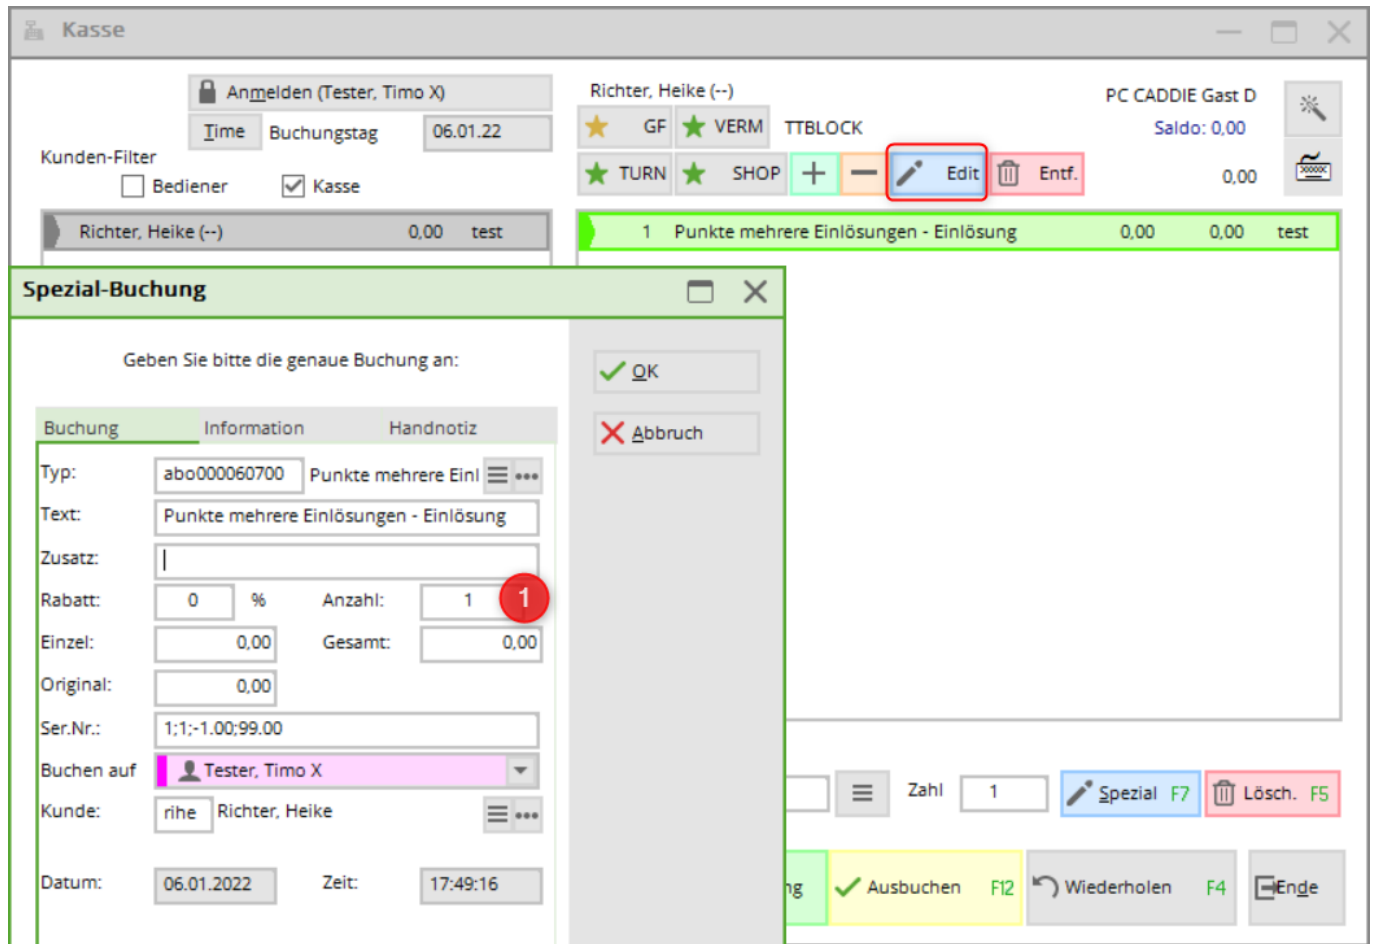 Kasse
Anmelden (Tester, Timo X)
Time Buchungstag 06.01.22
Kunden-Filter
Bediener Kasse
Richter, Heike (--) 0,00 test
Richter, Heike (--) PC CADDIE Gast D
GF VERM TTBLOCK Saldo: 0,00
TURN SHOP Edit Entf. 0,00
1 Punkte mehrere Einlösungen - Einlösung 0,00 0,00 test
Spezial-Buchung
Geben Sie bitte die genaue Buchung an:
OK
Abbruch
Buchung Information Handnotiz
Typ: abo000060700 Punkte mehrere Einl
Text: Punkte mehrere Einlösungen - Einlösung
Zusatz:
Rabatt: 0 % Anzahl: 1 1
Einzel: 0,00 Gesamt: 0,00
Original: 0,00
Ser.Nr.: 1;1;-1.00;99.00
Buchen auf Tester, Timo X
Kunde: rihe Richter, Heike
Datum: 06.01.2022 Zeit: 17:49:16
Zahl 1 Spezial F7 Lösch. F5
ng Ausbuchen F12 Wiederholen F4 Ende